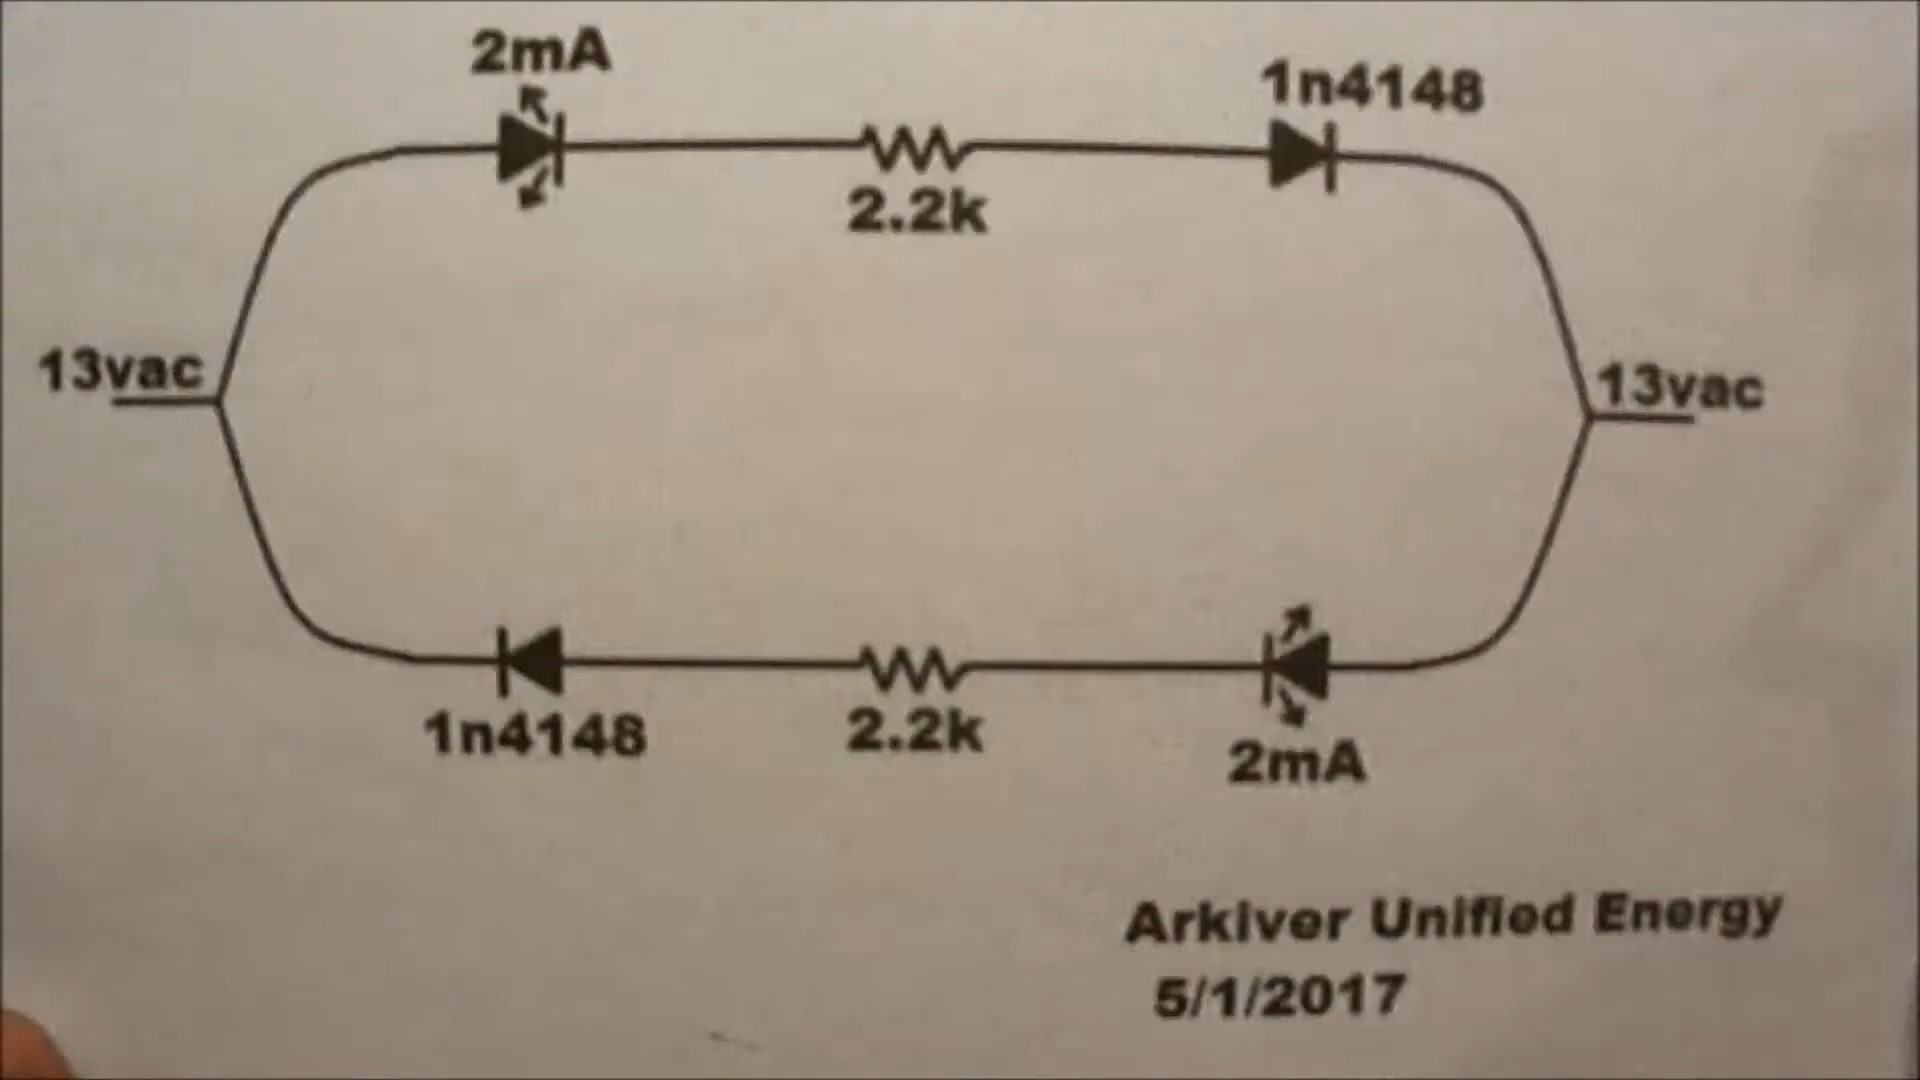 2mA
1n4148
2.2k
13vac
13vac
1n4148
2.2k
2mA
Arkiver Unified Energy
5/1/2017